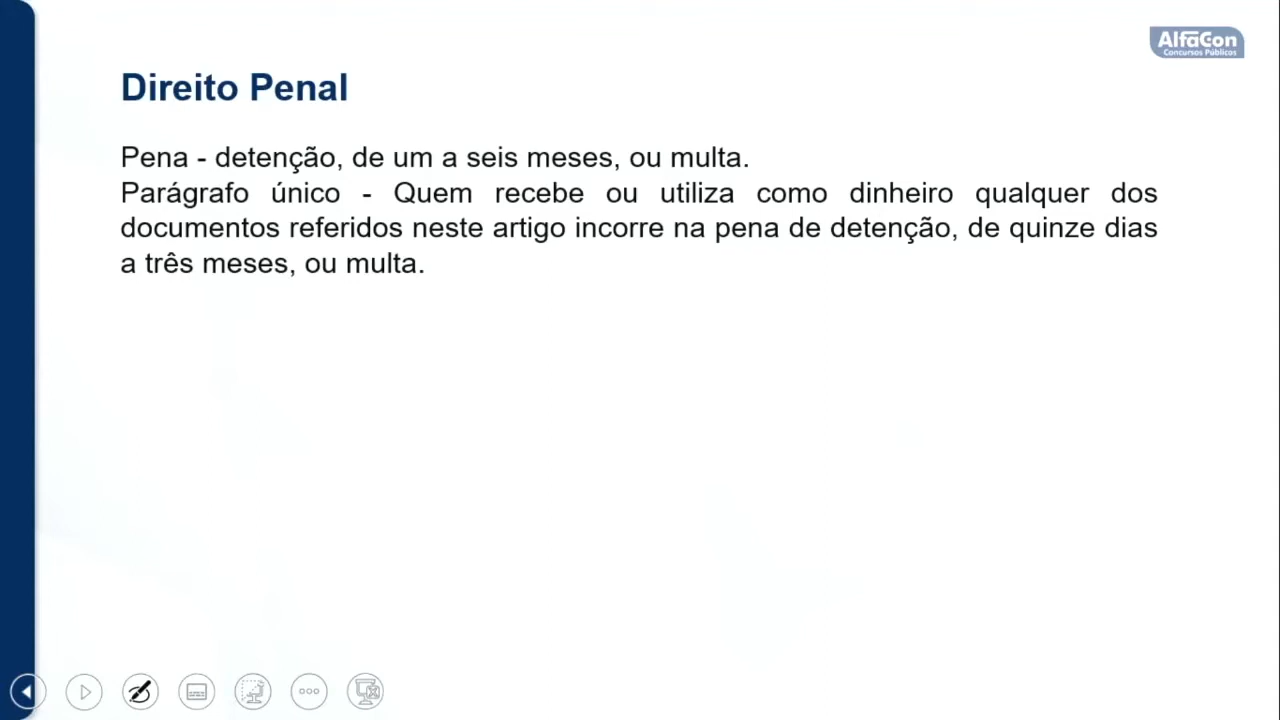 AlfaCon
Concursos Públicos
Direito Penal
Pena - detenção, de um a seis meses, ou multa.
Parágrafo único - Quem recebe ou utiliza como dinheiro qualquer dos
documentos referidos neste artigo incorre na pena de detenção, de quinze dias
a três meses, ou multa.